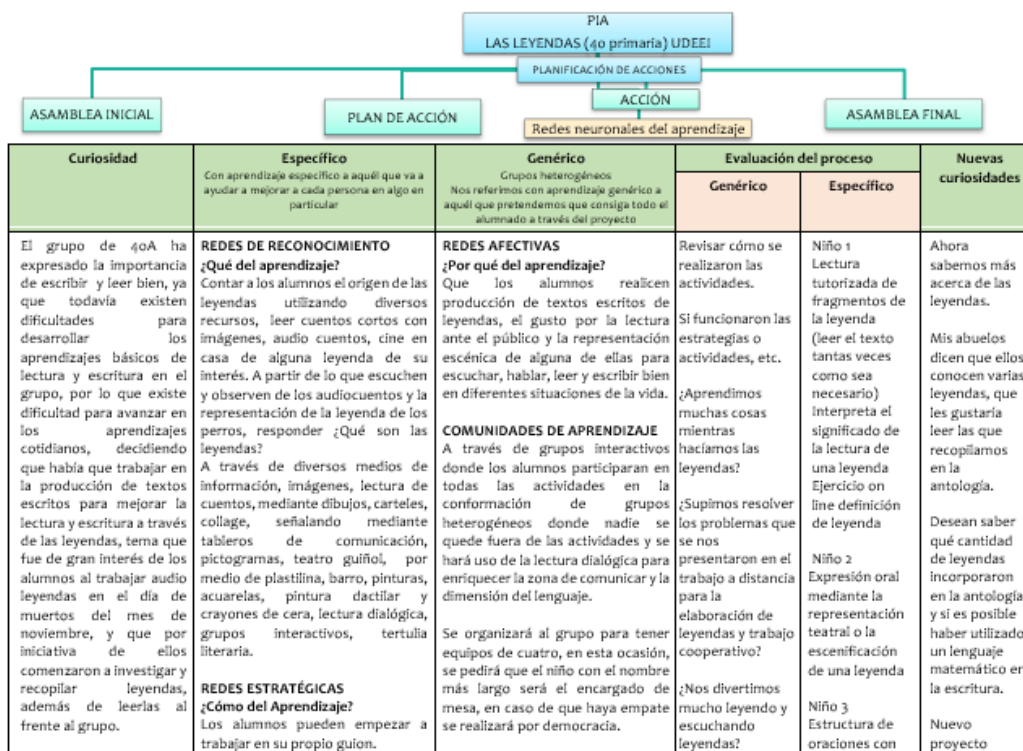 PIA
LAS LEYENDAS (4o primaria) UDEEI
PLANIFICACIÓN DE ACCIONES
ASAMBLEA INICIAL
PLAN DE ACCIÓN
ACCIÓN
Redes neuronales del aprendizaje
ASAMBLEA FINAL
Curiosidad
El grupo de 4oA ha
expresado la importancia
de escribir y leer bien, ya
que todavía existen
dificultades para
desarrollar los
aprendizajes básicos de
lectura y escritura en el
grupo, por lo que existe
dificultad para avanzar en
los aprendizajes
cotidianos, decidiendo
que había que trabajar en
la producción de textos
escritos para mejorar la
lectura y escritura a través
de las leyendas, tema que
fue de gran interés de los
alumnos al trabajar audio
leyendas en el día de
muertos del mes de
noviembre, y que por
iniciativa de ellos
comenzaron a investigar y
recopilar leyendas,
además de leerlas al
frente al grupo.
Específico
Con aprendizaje específico a aquél que va a
ayudar a mejorar a cada persona en algo en
particular
REDES DE RECONOCIMIENTO
¿Qué del aprendizaje?
Contar a los alumnos el origen de las
leyendas utilizando diversos
recursos, leer cuentos cortos con
imágenes, audio cuentos, cine en
casa de alguna leyenda de su
interés. A partir de lo que escuchen
y observen de los audiocuentos y la
representación de la leyenda de los
perros, responder ¿Qué son las
leyendas?
A través de diversos medios de
información, imágenes, lectura de
cuentos, mediante dibujos, carteles,
collage, señalando mediante
tableros de comunicación,
pictogramas, teatro guiñol, por
medio de plastilina, barro, pinturas,
acuarelas, pintura dactilar y
crayones de cera, lectura dialógica,
grupos interactivos, tertulia
literaria.
REDES ESTRATÉGICAS
¿Cómo del Aprendizaje?
Los alumnos pueden empezar a
trabajar en su propio guion.
Genérico
Grupos heterogéneos
Nos referimos con aprendizaje genérico a
aquél que pretendemos que consiga todo el
alumnado a través del proyecto
REDES AFECTIVAS
¿Por qué del aprendizaje?
Que los alumnos realicen
producción de textos escritos de
leyendas, el gusto por la lectura
ante el público y la representación
escénica de alguna de ellas para
escuchar, hablar, leer y escribir bien
en diferentes situaciones de la vida.
COMUNIDADES DE APRENDIZAJE
A través de grupos interactivos
donde los alumnos participaran en
todas las actividades en la
conformación de grupos
heterogéneos donde nadie se
quede fuera de las actividades y se
hará uso de la lectura dialógica para
enriquecer la zona de comunicar y la
dimensión del lenguaje.
Se organizará al grupo para tener
equipos de cuatro, en esta ocasión,
se pedirá que el niño con el nombre
más largo será el encargado de
mesa, en caso de que haya empate
se realizará por democracia.
Evaluación del proceso
Genérico
Revisar cómo se
realizaron las
actividades.
Si funcionaron las
estrategias o
actividades, etc.
¿Aprendimos
muchas cosas
mientras
hacíamos las
leyendas?
¿Supimos resolver
los problemas que
se nos
presentaron en el
trabajo a distancia
para la
elaboración de
leyendas y trabajo
cooperativo?
¿Nos divertimos
mucho leyendo y
escuchando
leyendas?
Específico
Niño 1
Lectura
tutorizada de
fragmentos de
la leyenda
(leer el texto
tantas veces
como sea
necesario)
Interpreta el
significado de
la lectura de
una leyenda
Ejercicio on
line definición
de leyenda
Niño 2
Expresión oral
mediante la
representación
teatral o la
escenificación
de una leyenda
Niño 3
Estructura de
oraciones con
Nuevas
curiosidades
Ahora
sabemos más
acerca de las
leyendas.
Mis abuelos
dicen que ellos
conocen varias
leyendas, que
les gustaría
leer las que
recopilamos
en la
antología.
Desean saber
qué cantidad
de leyendas
incorporaron
en la antología
y si es posible
haber utilizado
un lenguaje
matemático en
la escritura.
Nuevo
proyecto